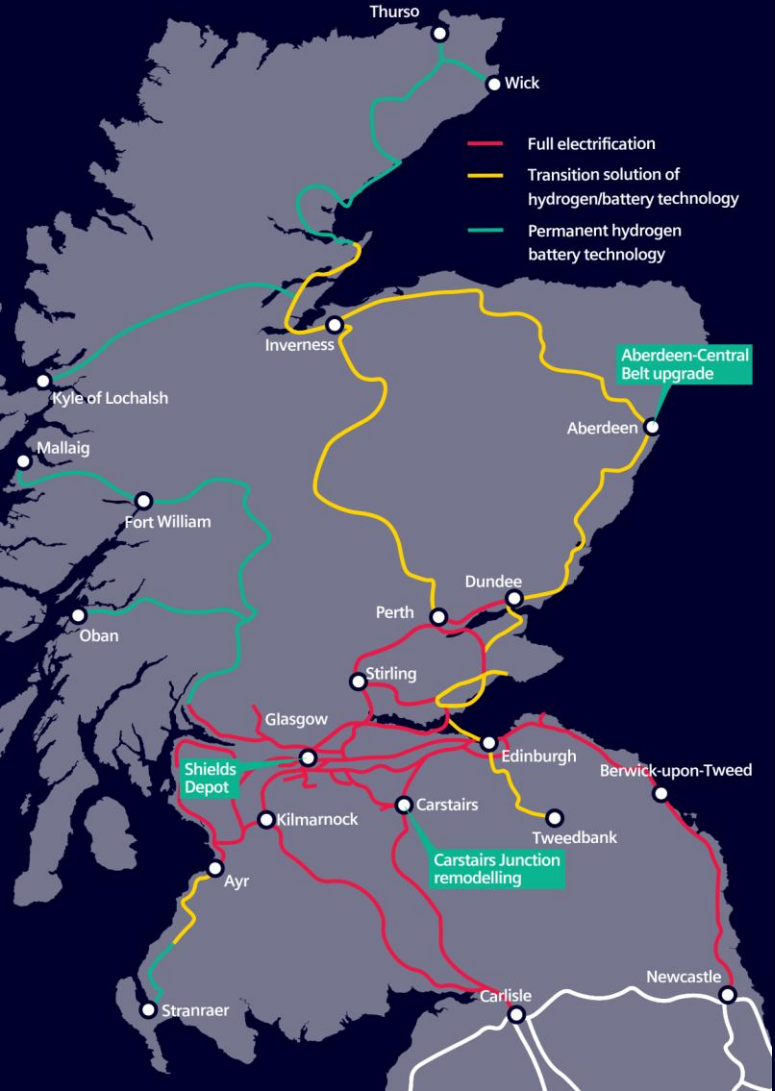 Thurso
Wick
Full electrification
Transition solution of
hydrogen/battery technology
Permanent hydrogen
battery technology
Inverness
Aberdeen-Central
Belt upgrade
Kyle of Lochalsh
Aberdeen
Mallaig
Fort William
Dundee
Perth
Oban
Stirling
Glasgow
Edinburgh
Shields
Depot
Berwick-upon-Tweed
Carstairs
Kilmarnock
Tweedbank
Carstairs Junction
remodelling
Ayr
Newcastle
Carlisle
Stranraer